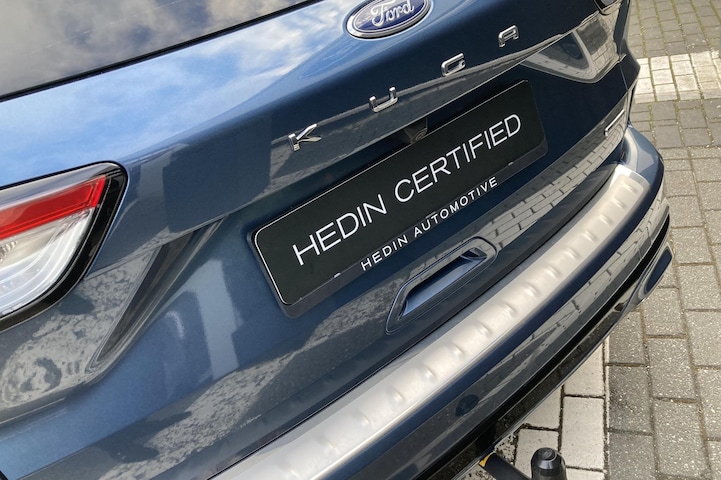 Ford
KUGA
HEDIN CERTIFIED
HEDIN AUTOMOTIVE